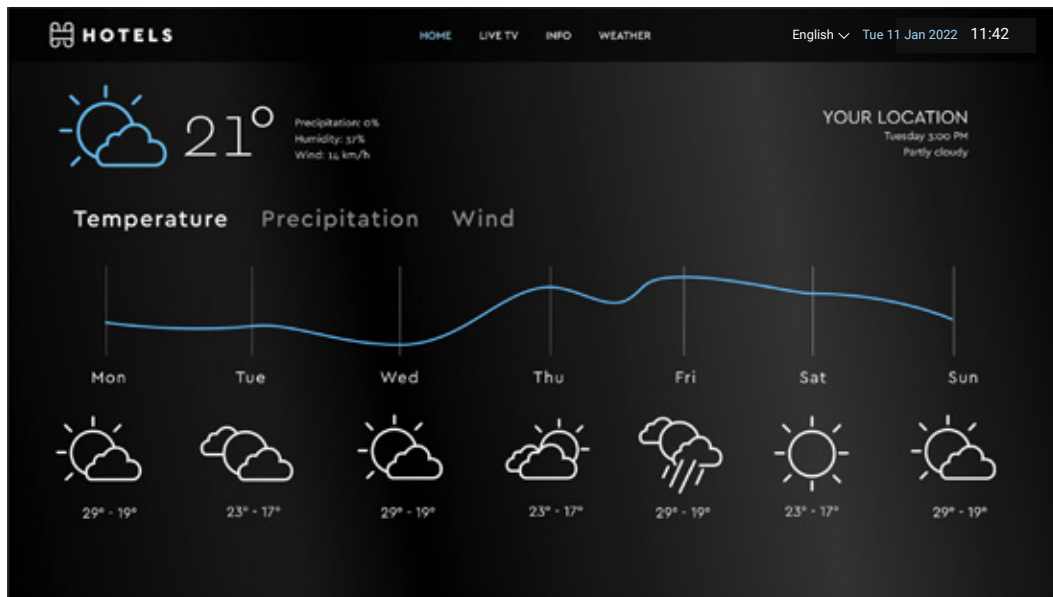 HOTELS
HOME LIVE TV INFO WEATHER
English Tue 11 Jan 2022 11:42
21°
Precipitation: 0%
Humidity: 57%
Wind: 14 km/h
YOUR LOCATION
Tuesday 3:00 PM
Partly cloudy
Temperature Precipitation Wind
Mon Tue Wed Thu Fri Sat Sun
29° - 19° 23° - 17° 29° - 19° 23° - 17° 29° - 19° 23° - 17° 29° - 19°